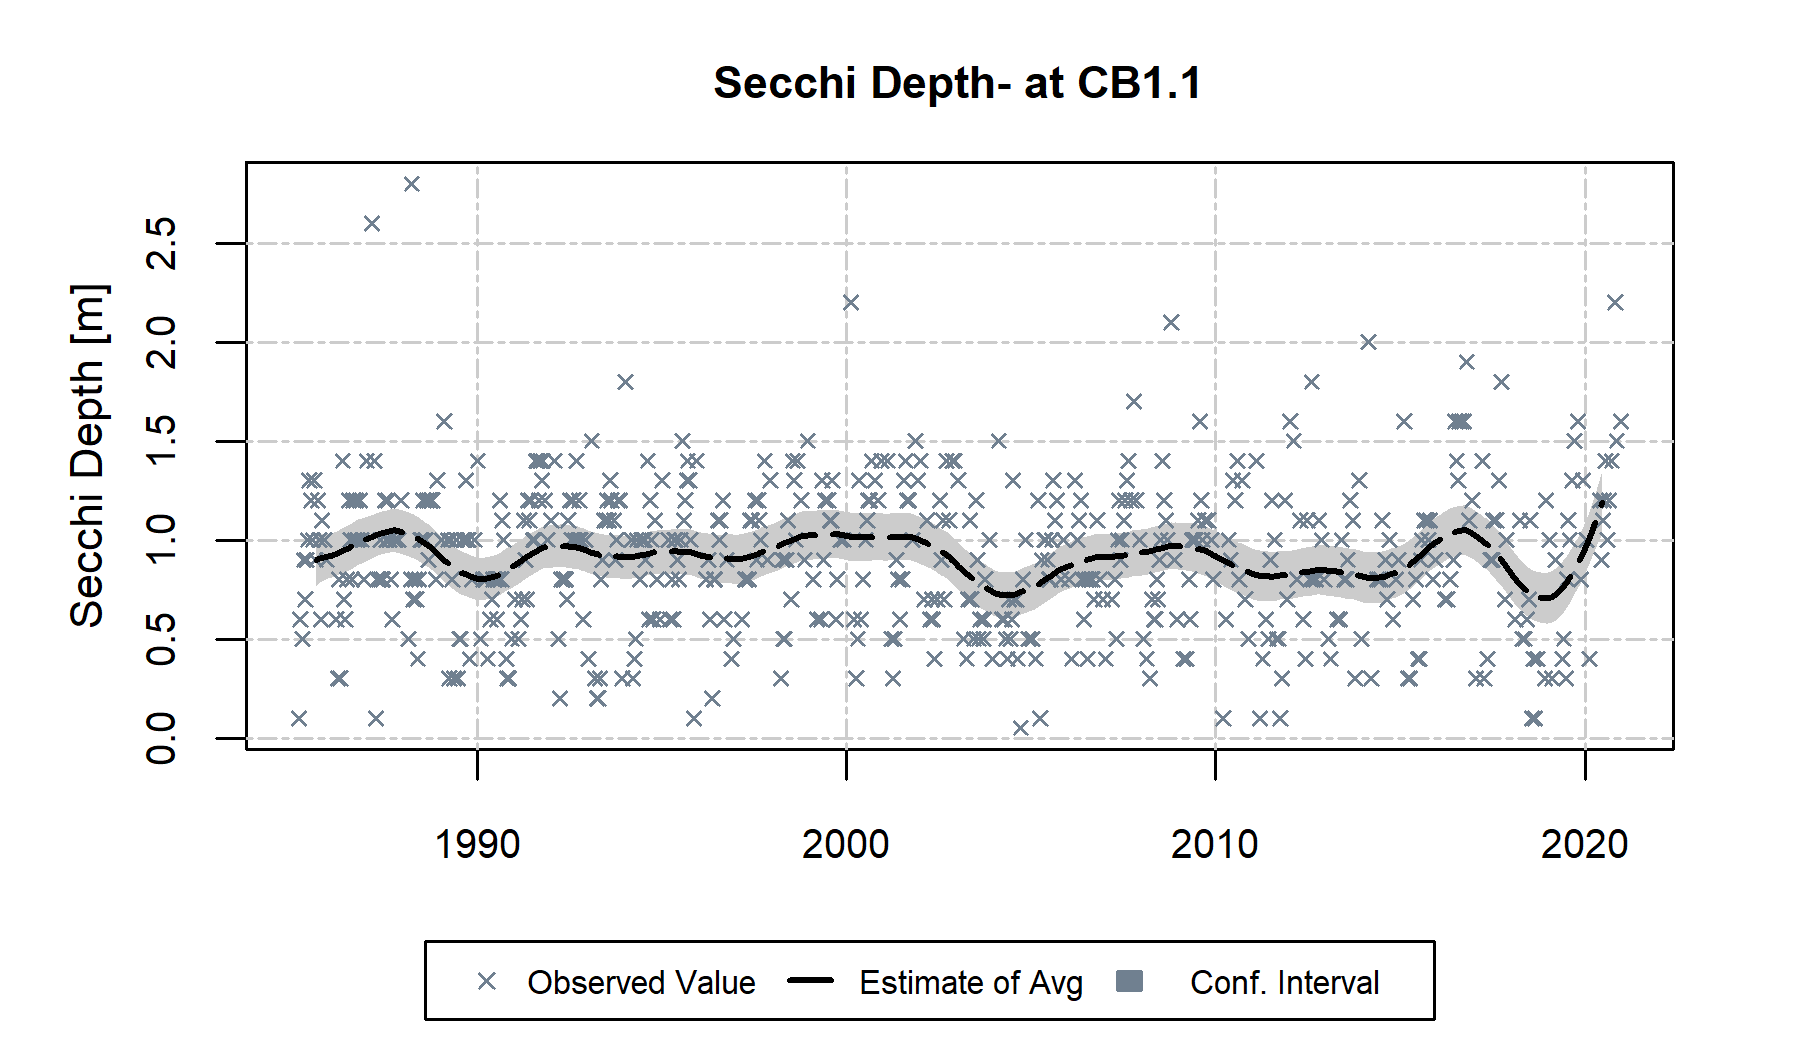 Secchi Depth- at CB1.1
Secchi Depth [m]
2.5
2.0
1.5
1.0
0.5
0.0
1990 2000 2010 2020
Observed Value Estimate of Avg Conf. Interval